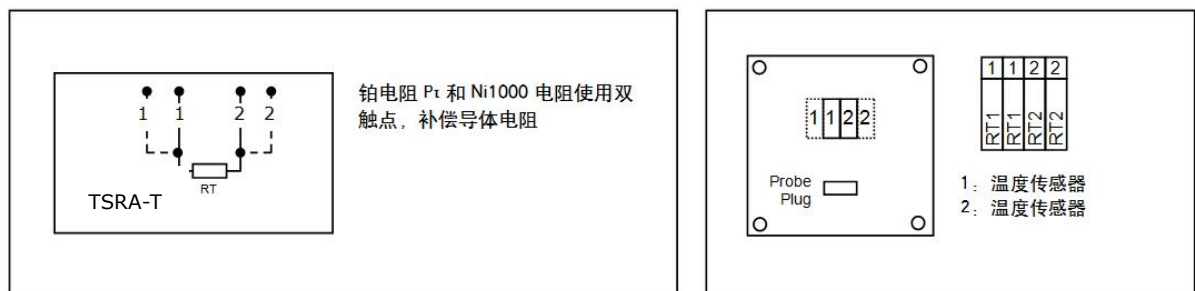 铂电阻 Pt 和 Ni1000 电阻使用双
触点，补偿导体电阻
1 1 2 2
RT
TSRA-T
1 1 2 2
Probe
Plug
1 1 2 2
RT1 RT1 RT2 RT2
1：温度传感器
2：温度传感器